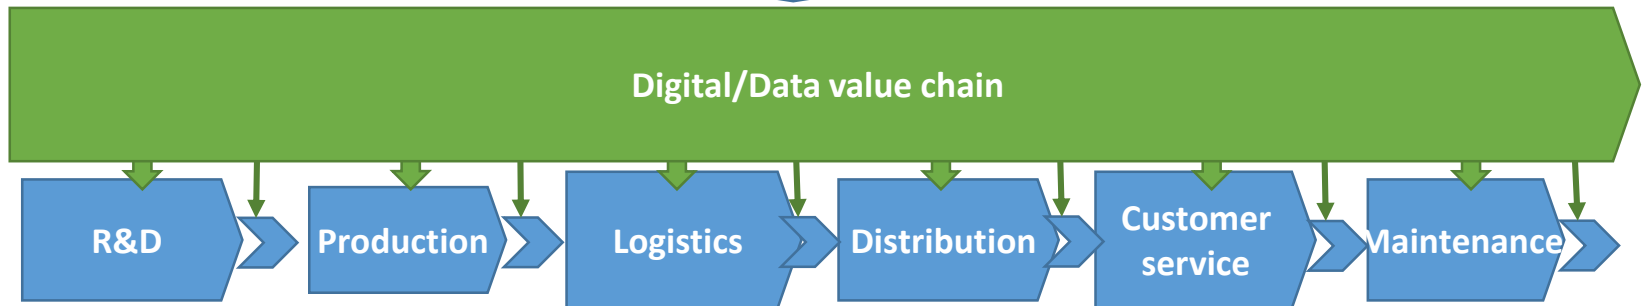 Digital/Data value chain
R&D
Production
Logistics
Distribution
Customer
service
Maintenance